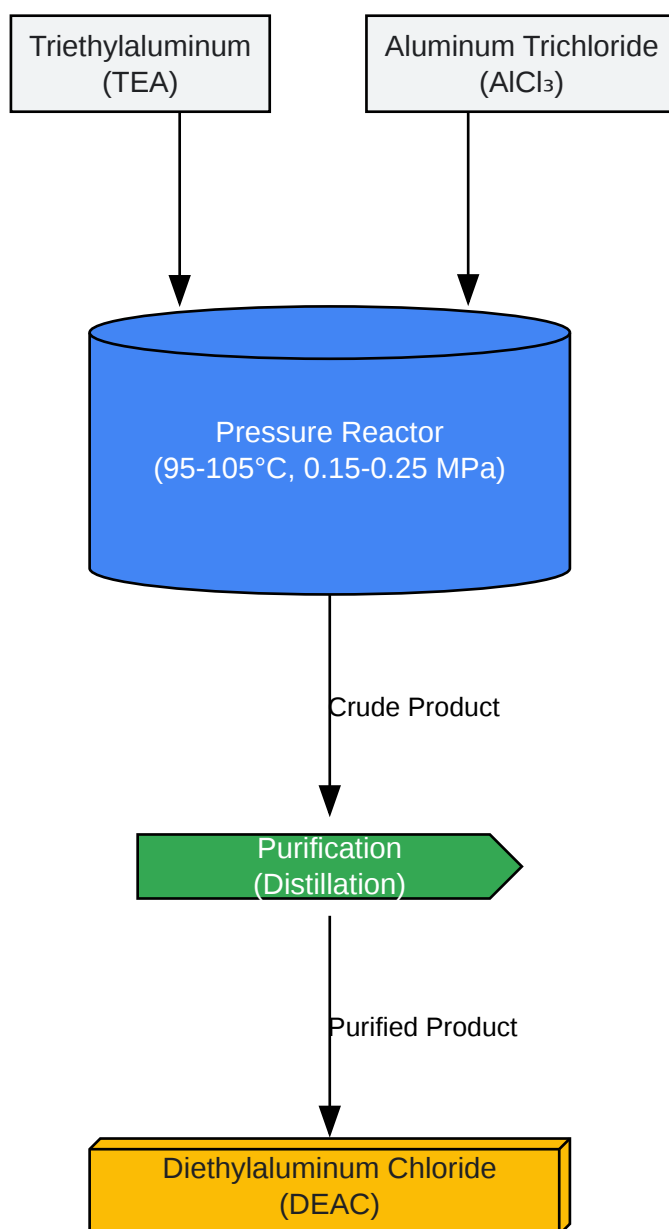 Triethylaluminum
(TEA)
Aluminum Trichloride
(AlCl₃)
Pressure Reactor
(95-105°C, 0.15-0.25 MPa)
Crude Product
Purification
(Distillation)
Purified Product
Diethylaluminum Chloride
(DEAC)